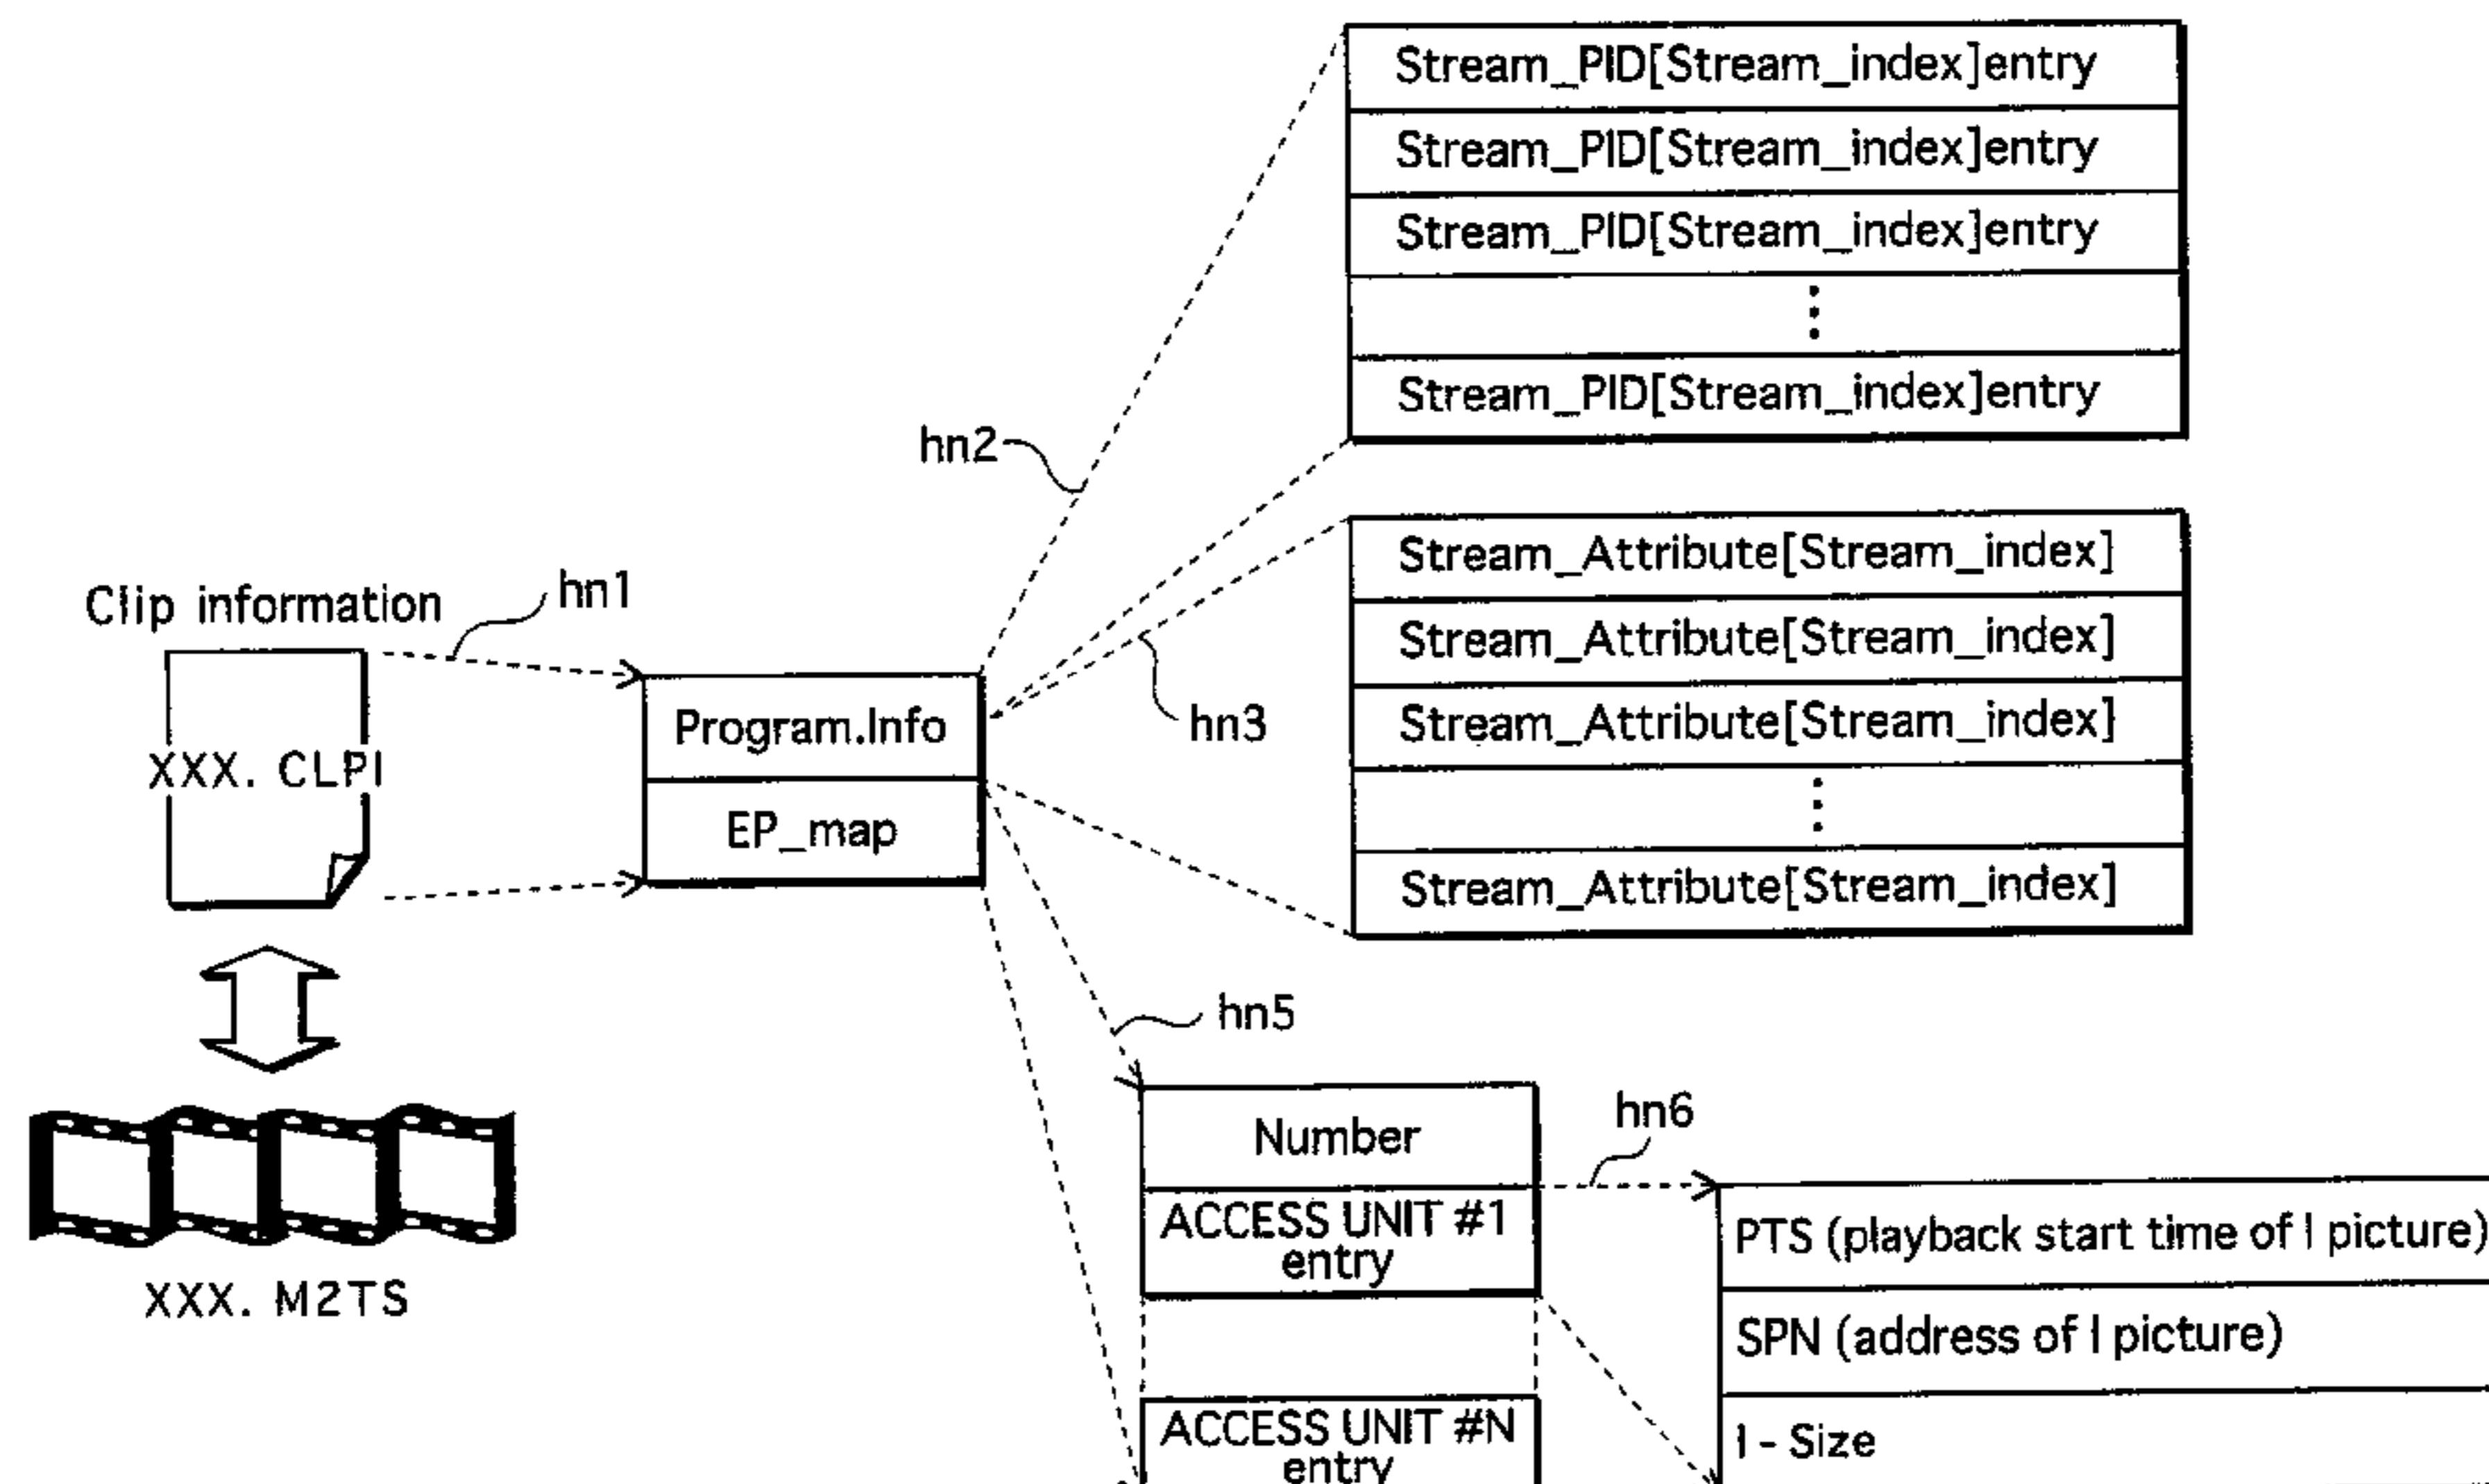 Stream_PID[Stream_index]entry
Stream_PID[Stream_index]entry
Stream_PID[Stream_index]entry
Stream_PID[Stream_index]entry
hn2
Stream_Attribute[Stream_index]
Stream_Attribute[Stream_index]
Stream_Attribute[Stream_index]
Stream_Attribute[Stream_index]
hn3
Clip information
hn1
XXX. CLPI
Program.Info
EP_map
hn5
XXX. M2TS
Number
ACCESS UNIT #1
entry
ACCESS UNIT #N
entry
hn6
PTS (playback start time of I picture)
SPN (address of I picture)
I - Size